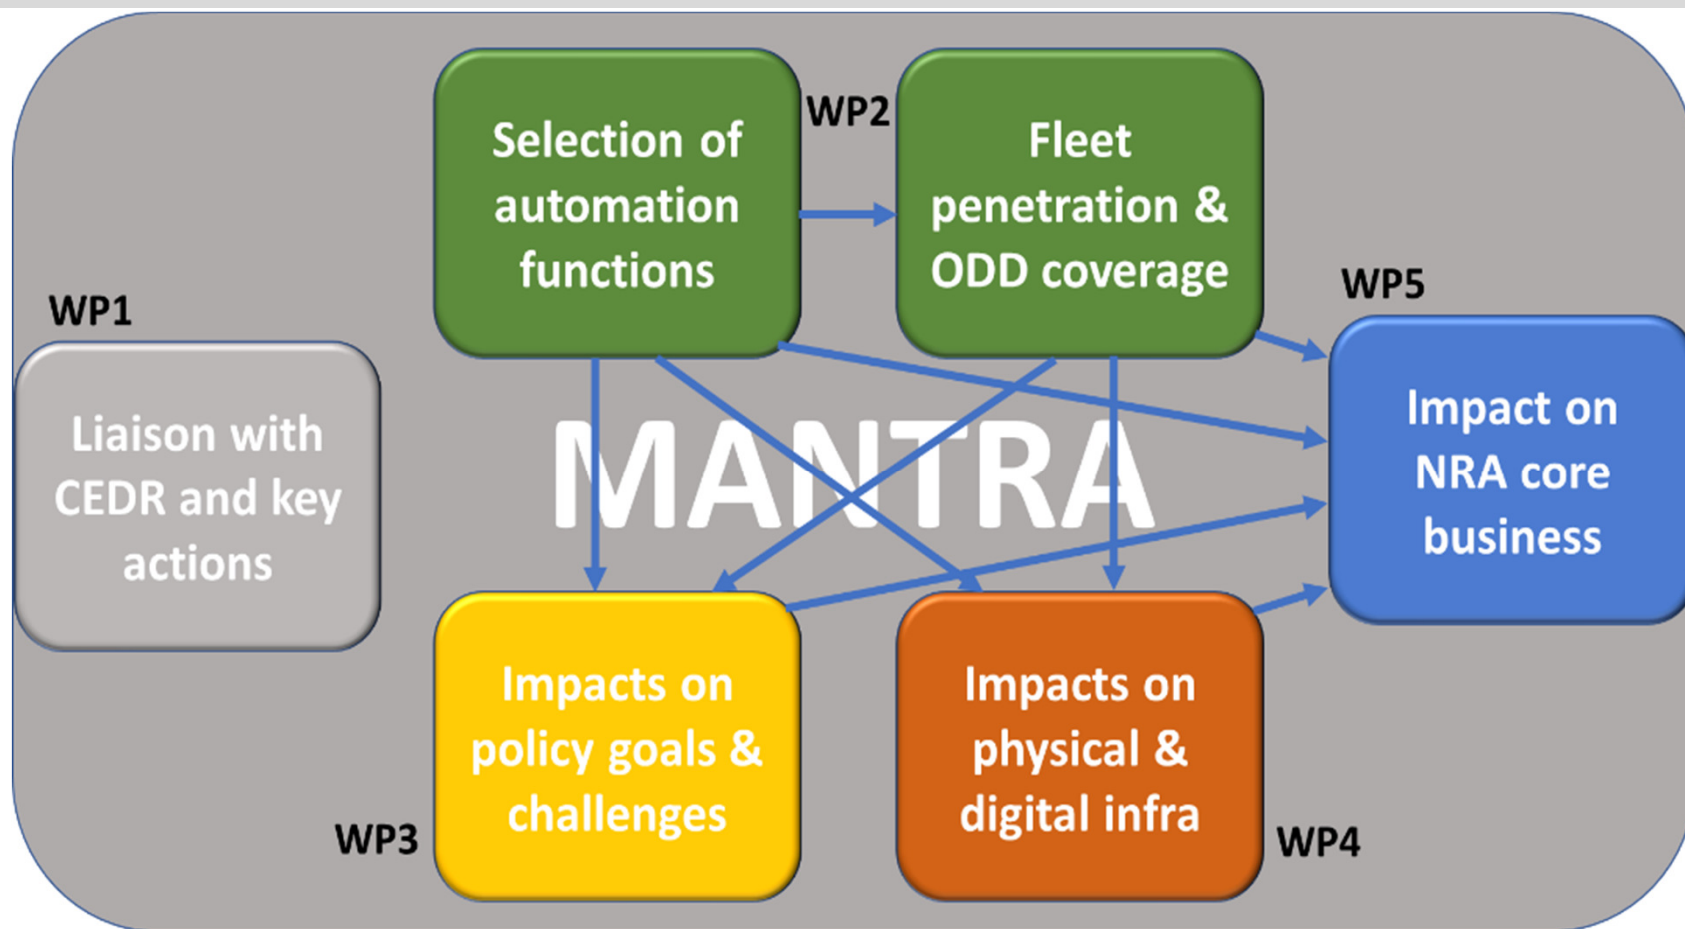 Selection of
automation
functions
WP2
Fleet
penetration &
ODD coverage
WP1
Liaison with
CEDR and key
actions
MANTRA
WP5
Impact on
NRA core
business
Impacts on
policy goals &
challenges
WP3
Impacts on
physical &
digital infra
WP4